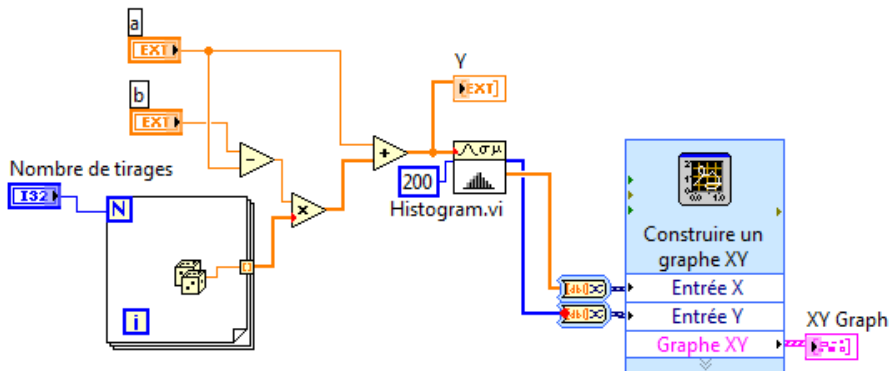 a
EXT
b
EXT
Y
EXT
Nombre de tirages
I32
N
i
200
Histogram.vi
Construire un
graphe XY
Entrée X
Entrée Y
Graphe XY
XY Graph